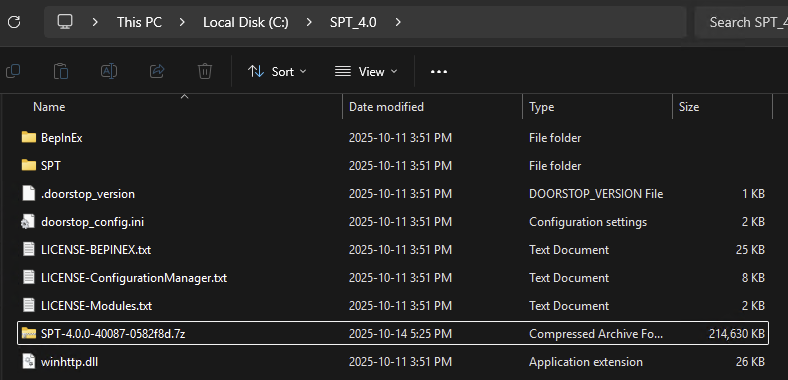 This PC > Local Disk (C:) > SPT_4.0 > Search SPT_4
Sort View
Name Date modified Type Size
BepInEx 2025-10-11 3:51 PM File folder
SPT 2025-10-11 3:51 PM File folder
.doorstop_version 2025-10-11 3:51 PM DOORSTOP_VERSION File 1 KB
doorstop_config.ini 2025-10-11 3:51 PM Configuration settings 2 KB
LICENSE-BEPINEX.txt 2025-10-11 3:51 PM Text Document 25 KB
LICENSE-ConfigurationManager.txt 2025-10-11 3:51 PM Text Document 8 KB
LICENSE-Modules.txt 2025-10-11 3:51 PM Text Document 2 KB
SPT-4.0.0-40087-0582f8d.7z 2025-10-14 5:25 PM Compressed Archive Fo... 214,630 KB
winhttp.dll 2025-10-11 3:51 PM Application extension 26 KB